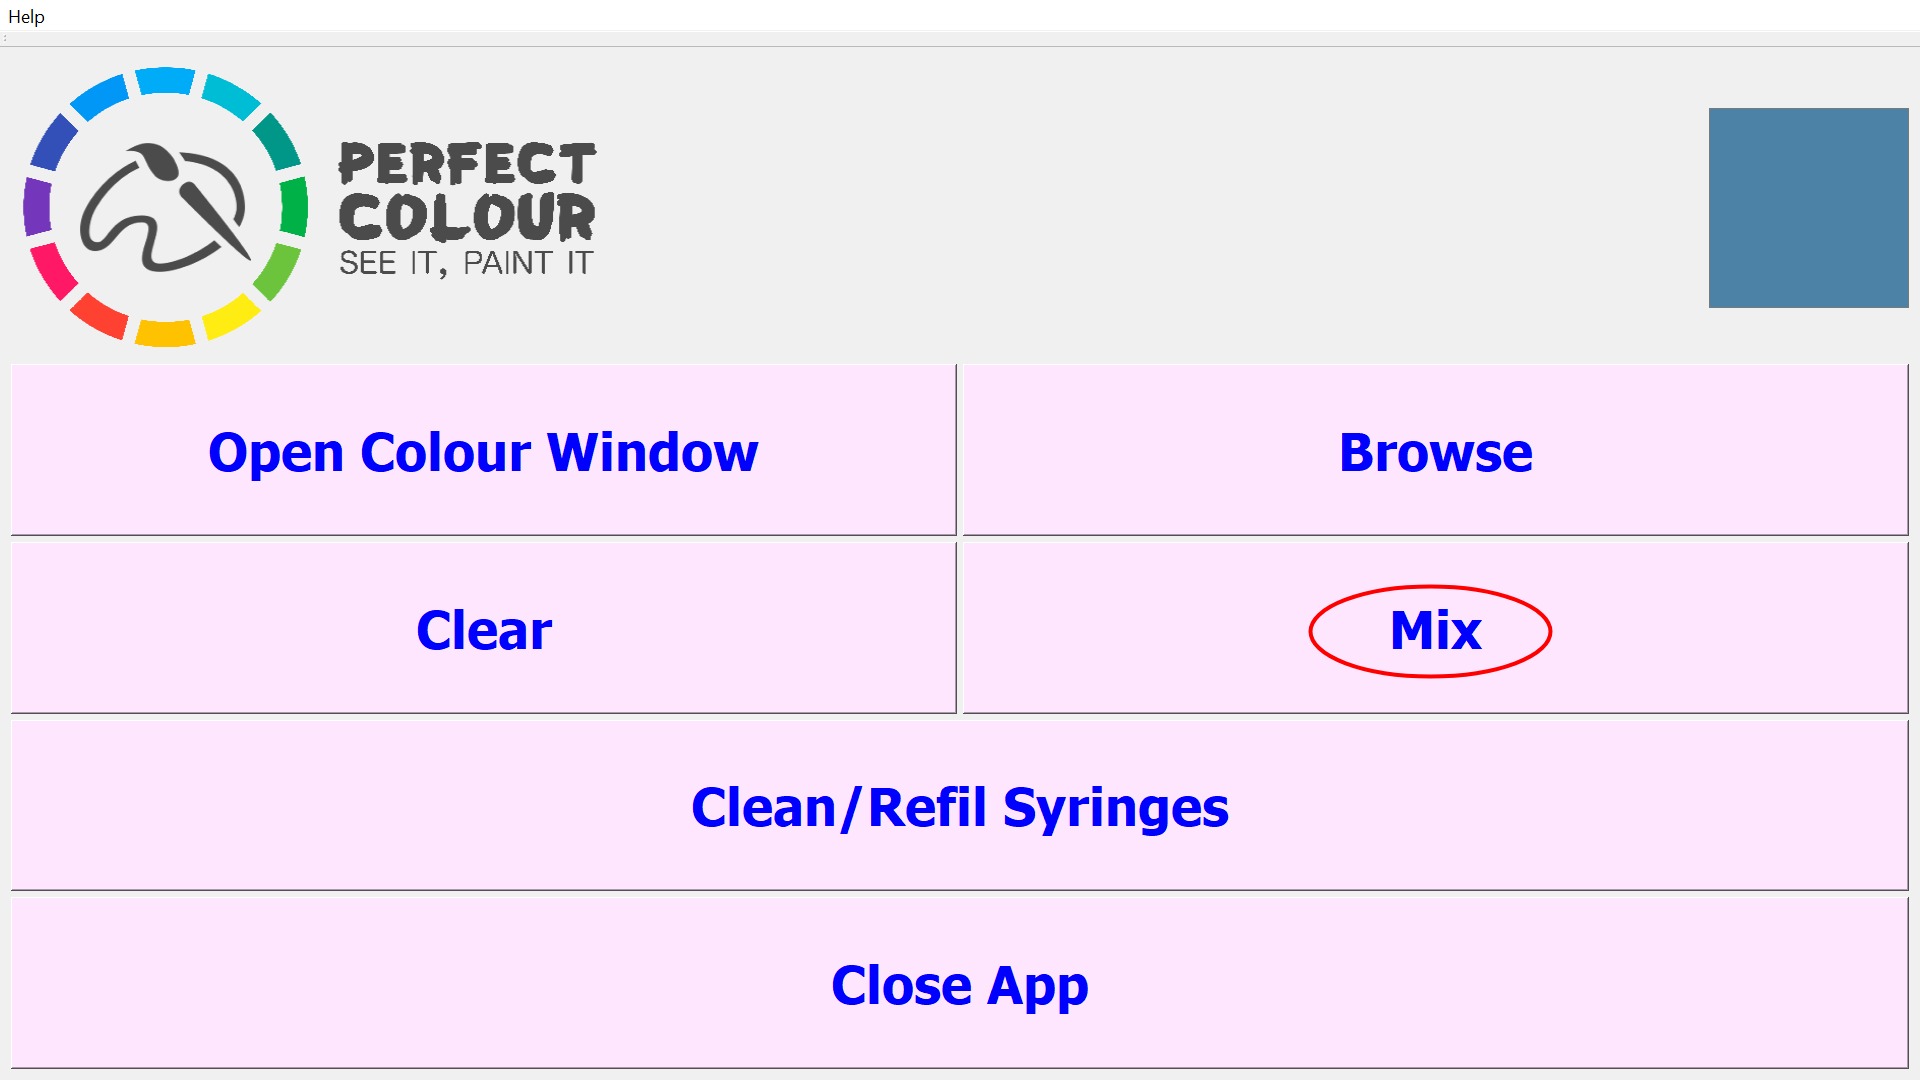 Help
PERFECT
COLOUR
SEE IT, PAINT IT
Open Colour Window
Browse
Clear
Mix
Clean/Refil Syringes
Close App